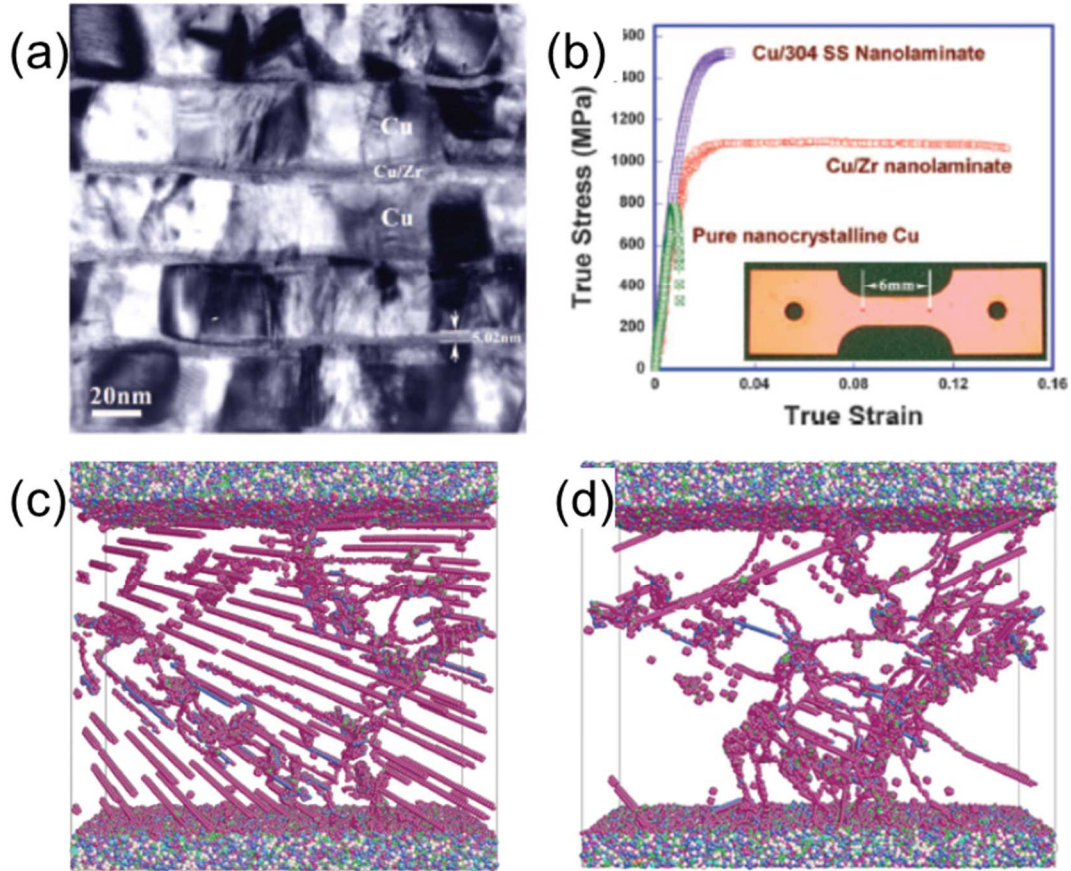 (a)
Cu
Cu/Zr
Cu
5.02nm
20nm
(b)
True Stress (MPa)
600
1400
1200
1000
800
600
400
200
0
Cu/304 SS Nanolaminate
Cu/Zr nanolaminate
Pure nanocrystalline Cu
6mm
0
0.04
0.08
0.12
0.16
True Strain
(c)
(d)